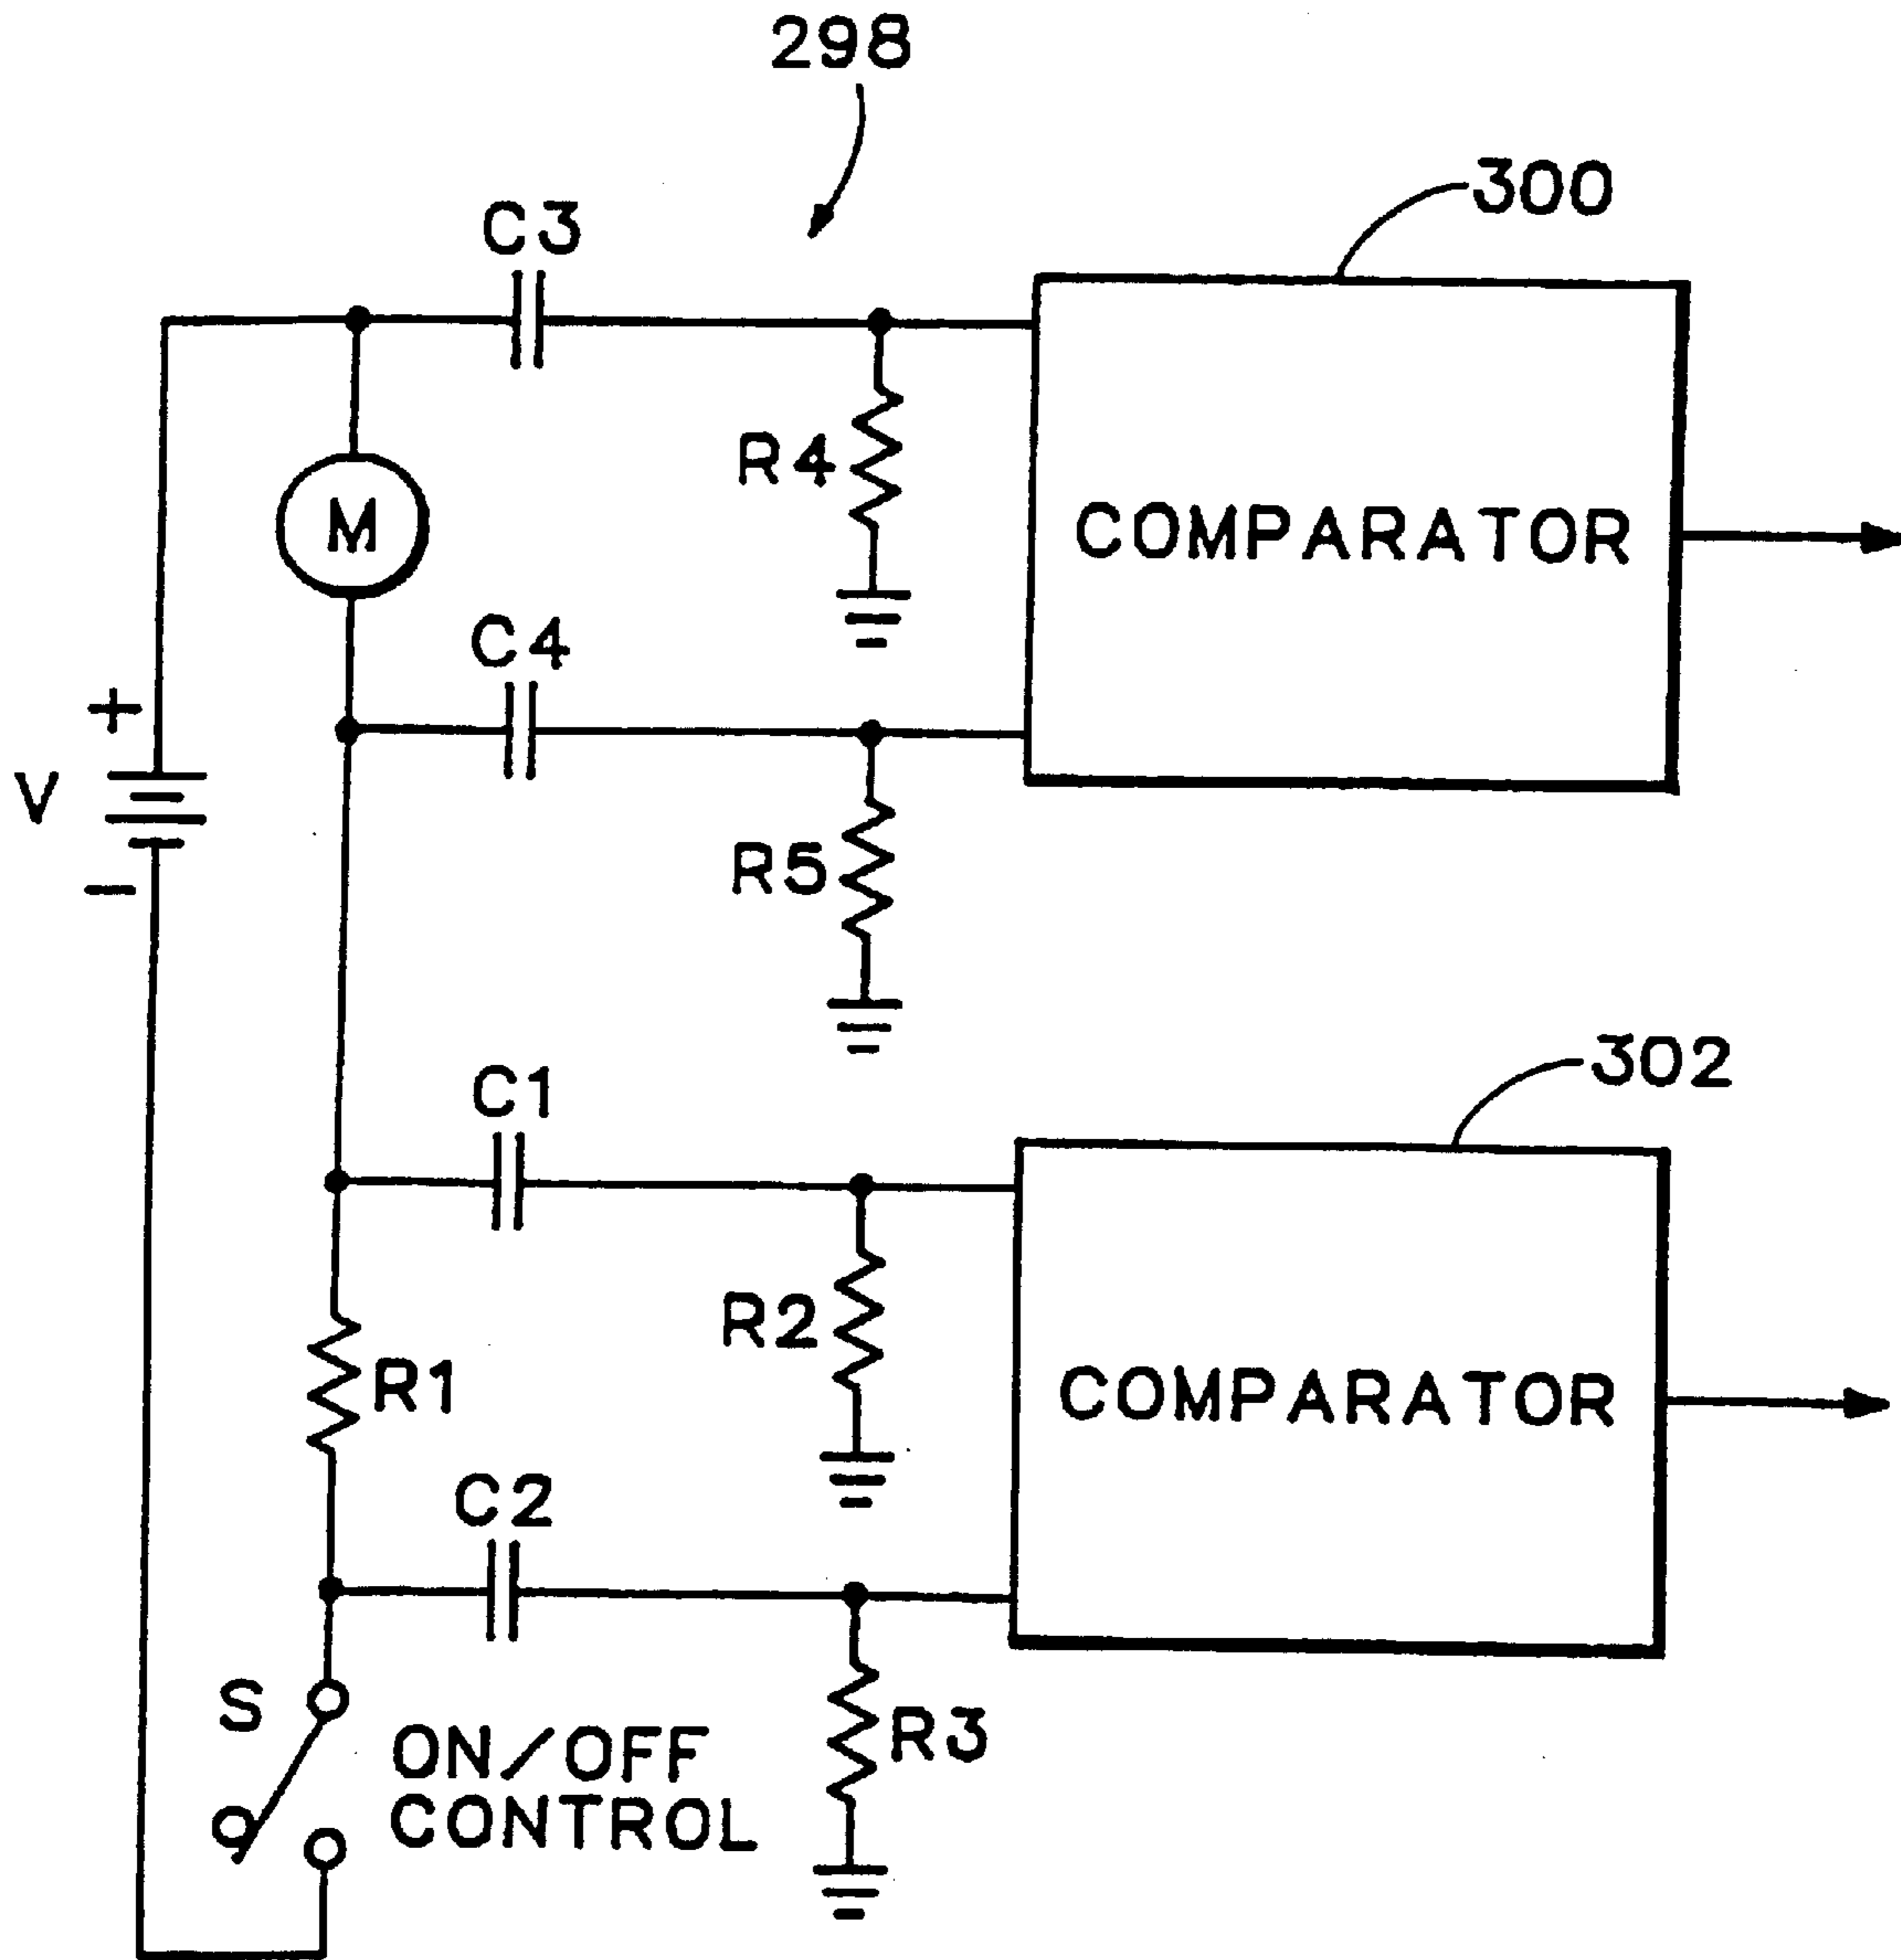 298
300
C3
R4
M
COMPARATOR
C4
+
V
R5
−
302
C1
R2
R1
COMPARATOR
C2
S
R3
ON/OFF
CONTROL